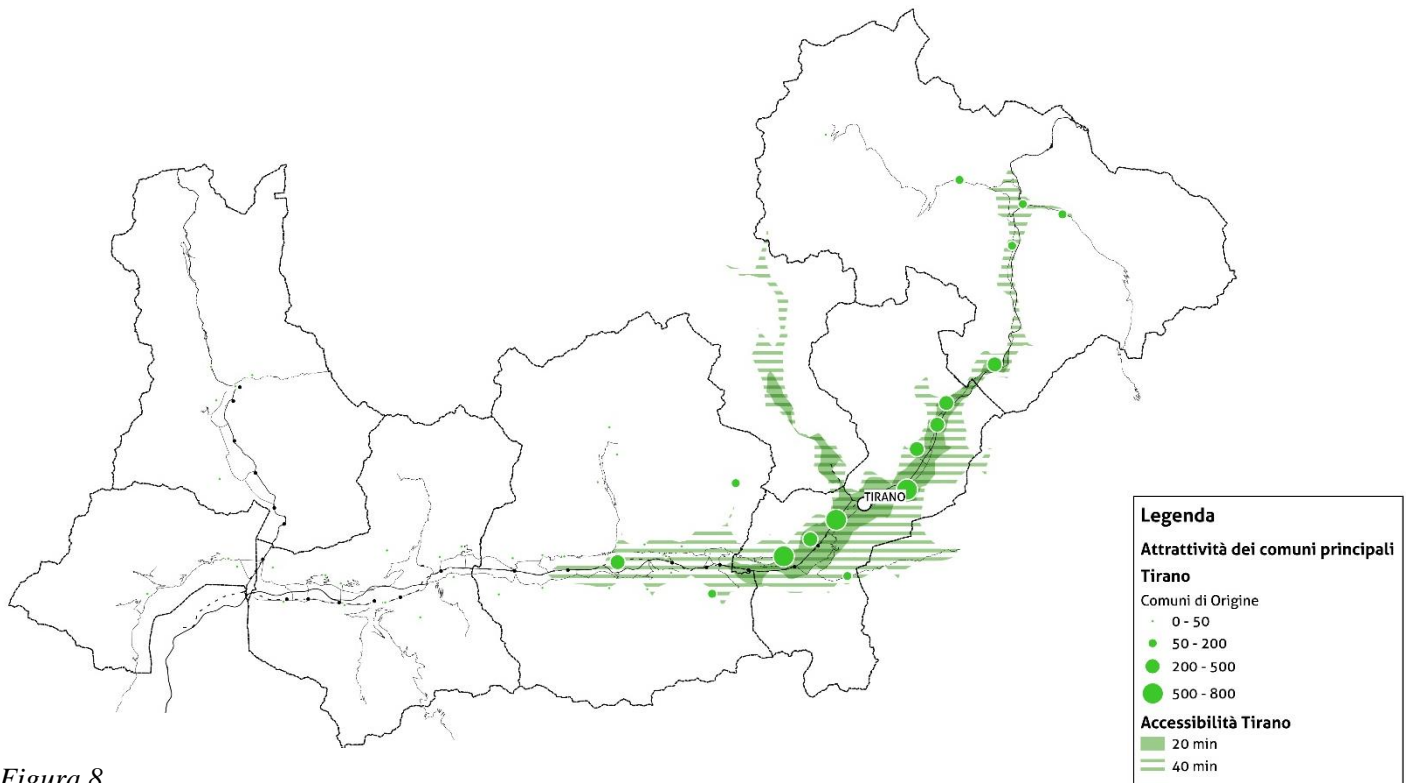 TIRANO
Legenda
Attrattività dei comuni principali
Tirano
Comuni di Origine
0 - 50
50 - 200
200 - 500
500 - 800
Accessibilità Tirano
20 min
40 min
Figura 8